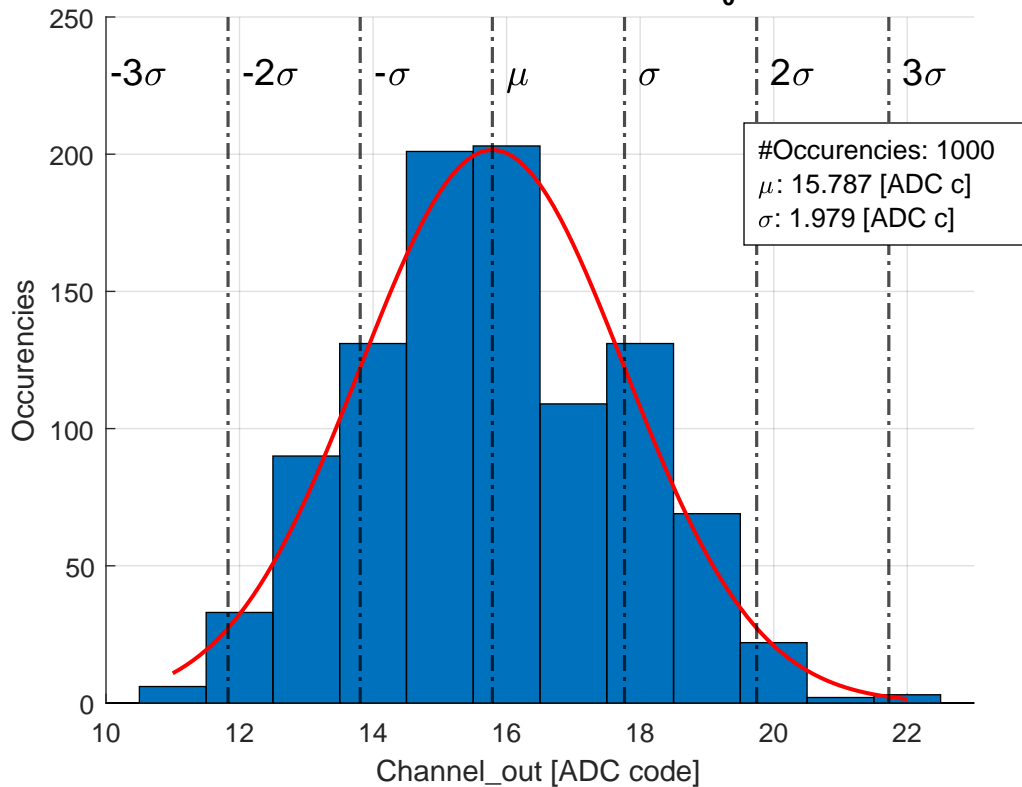 250
-3σ -2σ -σ μ σ 2σ 3σ
#Occurencies: 1000
μ: 15.787 [ADC c]
σ: 1.979 [ADC c]
200
150
100
50
0
Occurencies
10 12 14 16 18 20 22
Channel_out [ADC code]